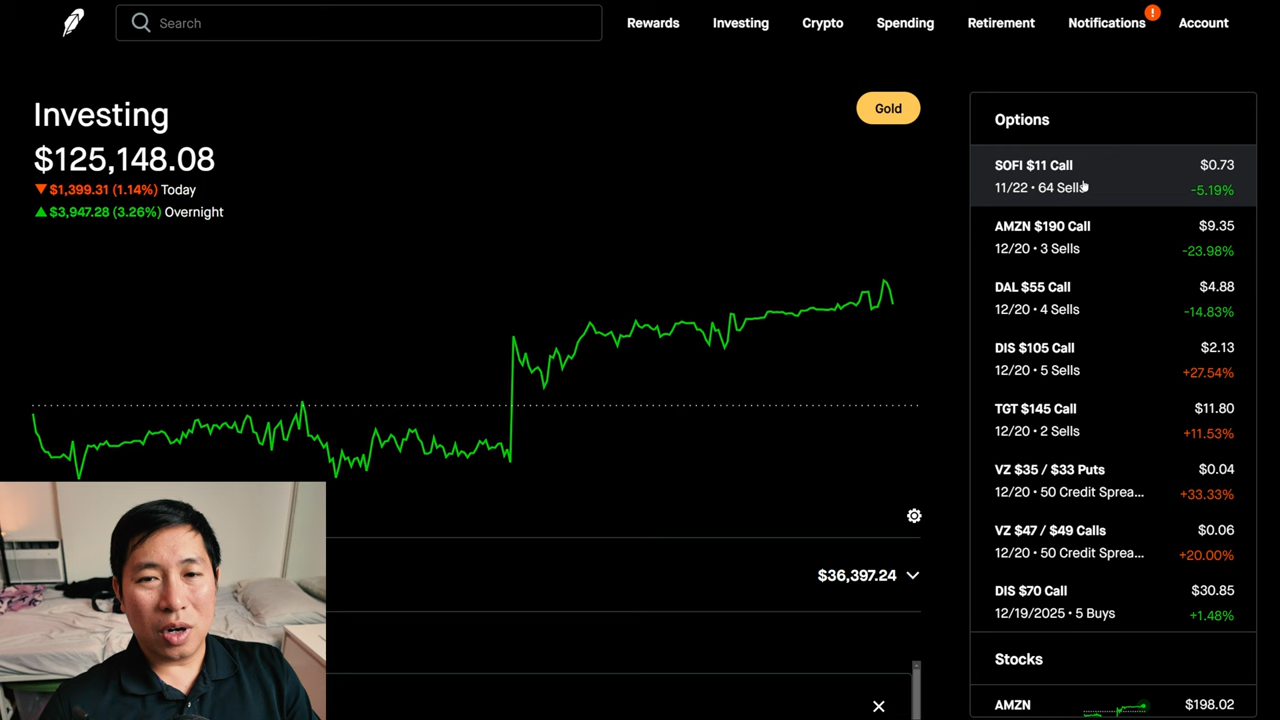 Search
Rewards
Investing
Crypto
Spending
Retirement
Notifications
!
Account
Investing
Gold
$125,148.08
▼$1,399.31 (1.14%) Today
▲$3,947.28 (3.26%) Overnight
$36,397.24
Options
SOFI $11 Call $0.73
11/22 • 64 Sells -5.19%
AMZN $190 Call $9.35
12/20 • 3 Sells -23.98%
DAL $55 Call $4.88
12/20 • 4 Sells -14.83%
DIS $105 Call $2.13
12/20 • 5 Sells +27.54%
TGT $145 Call $11.80
12/20 • 2 Sells +11.53%
VZ $35 / $33 Puts $0.04
12/20 • 50 Credit Sprea... +33.33%
VZ $47 / $49 Calls $0.06
12/20 • 50 Credit Sprea... +20.00%
DIS $70 Call $30.85
12/19/2025 • 5 Buys +1.48%
Stocks
AMZN $198.02